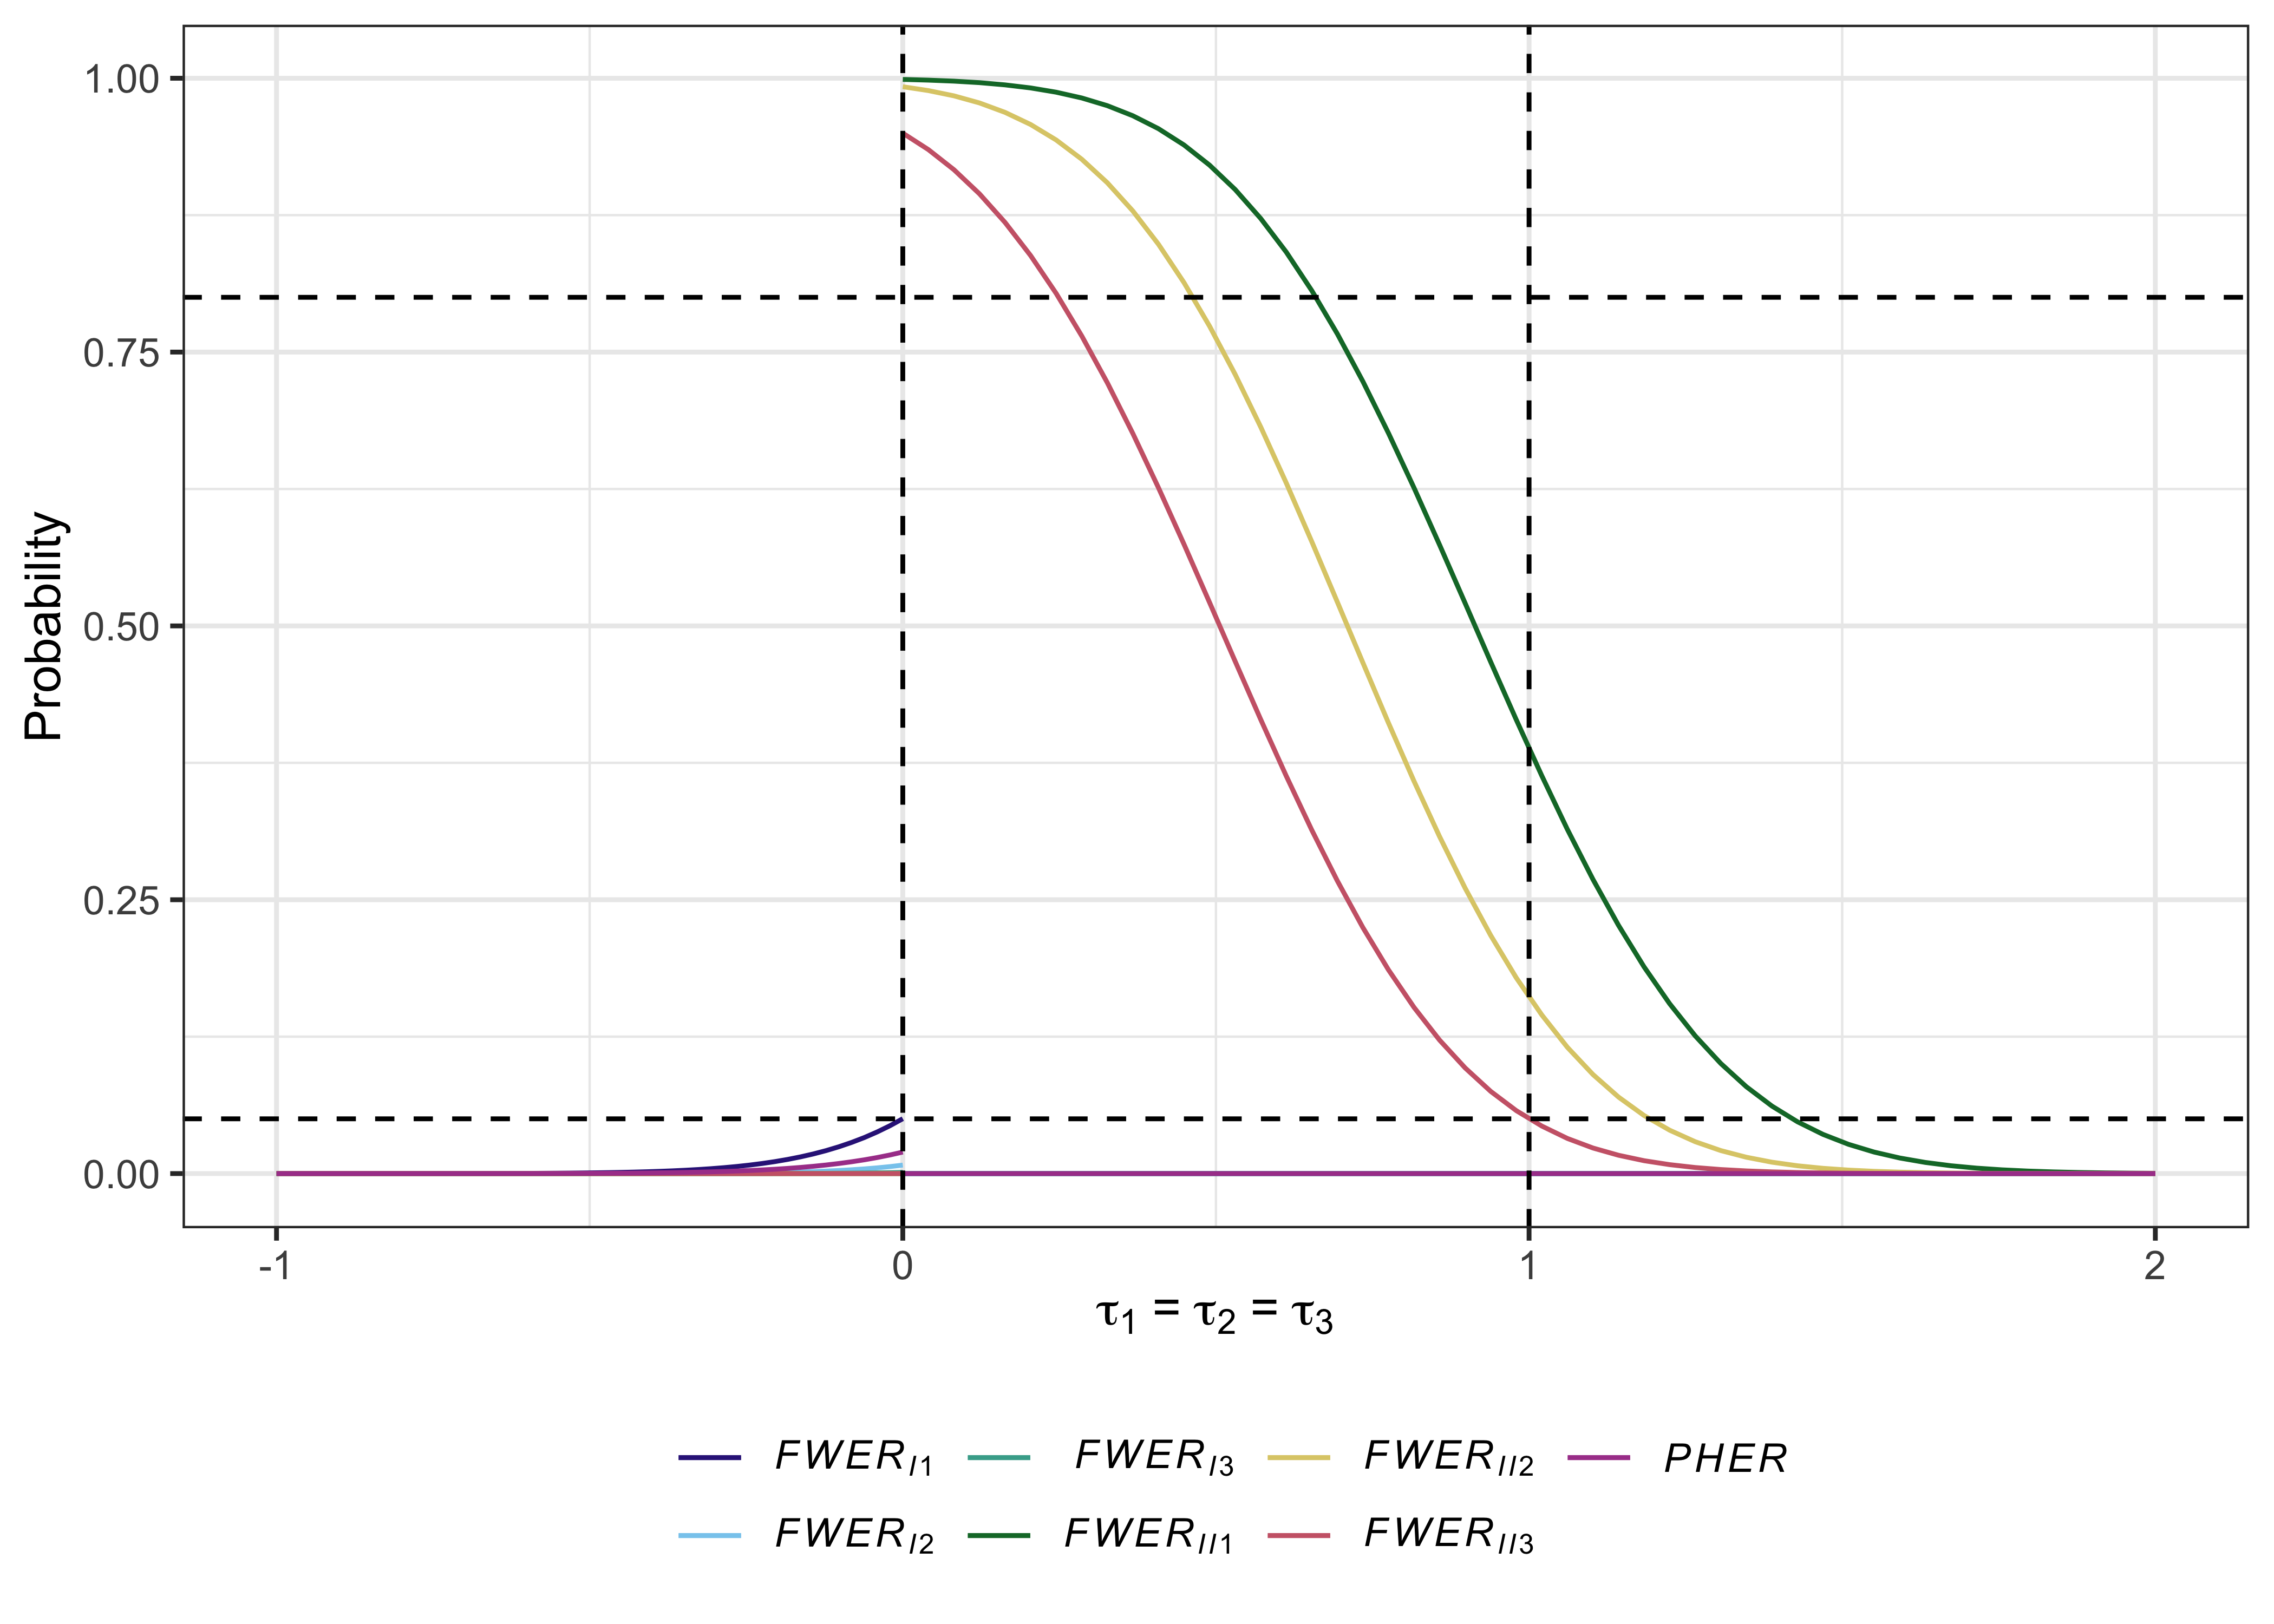 1.00
0.75
0.50
0.25
0.00
Probability
-1 0 1 2
τ1 = τ2 = τ3
FWERI1 FWERI3 FWERII2 PHER
FWERI2 FWERII1 FWERII3